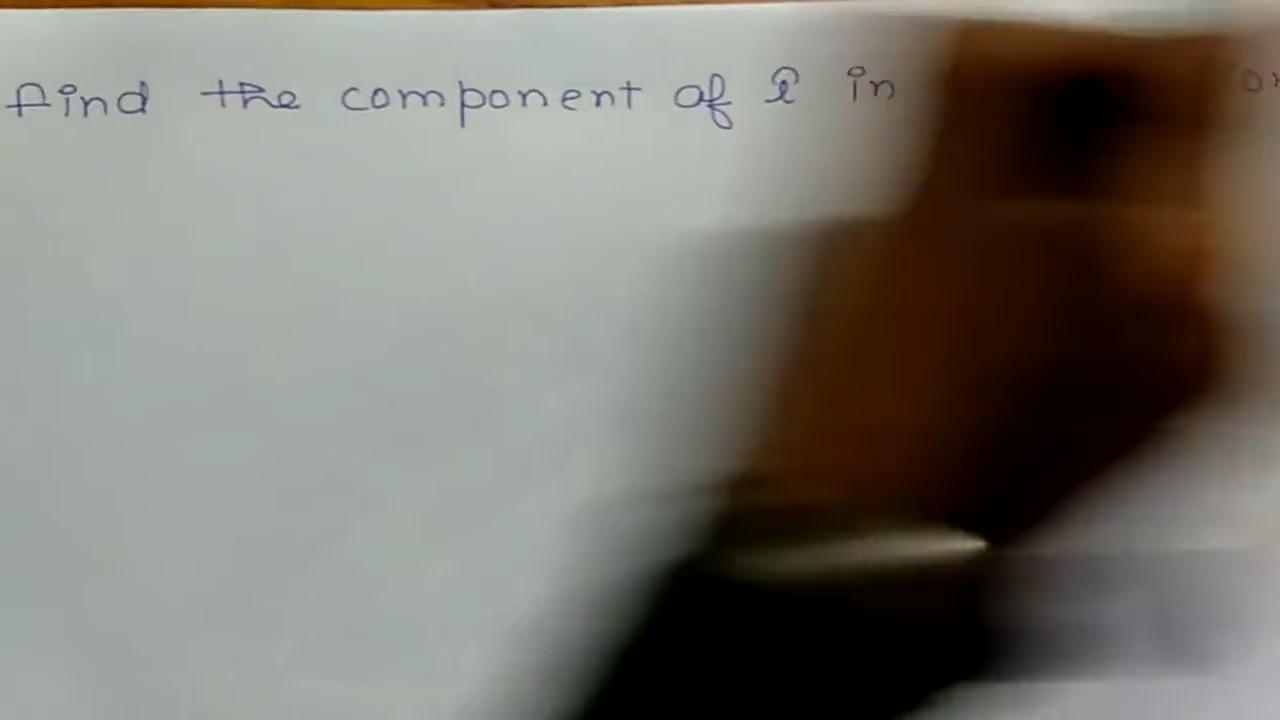 find the component of î in